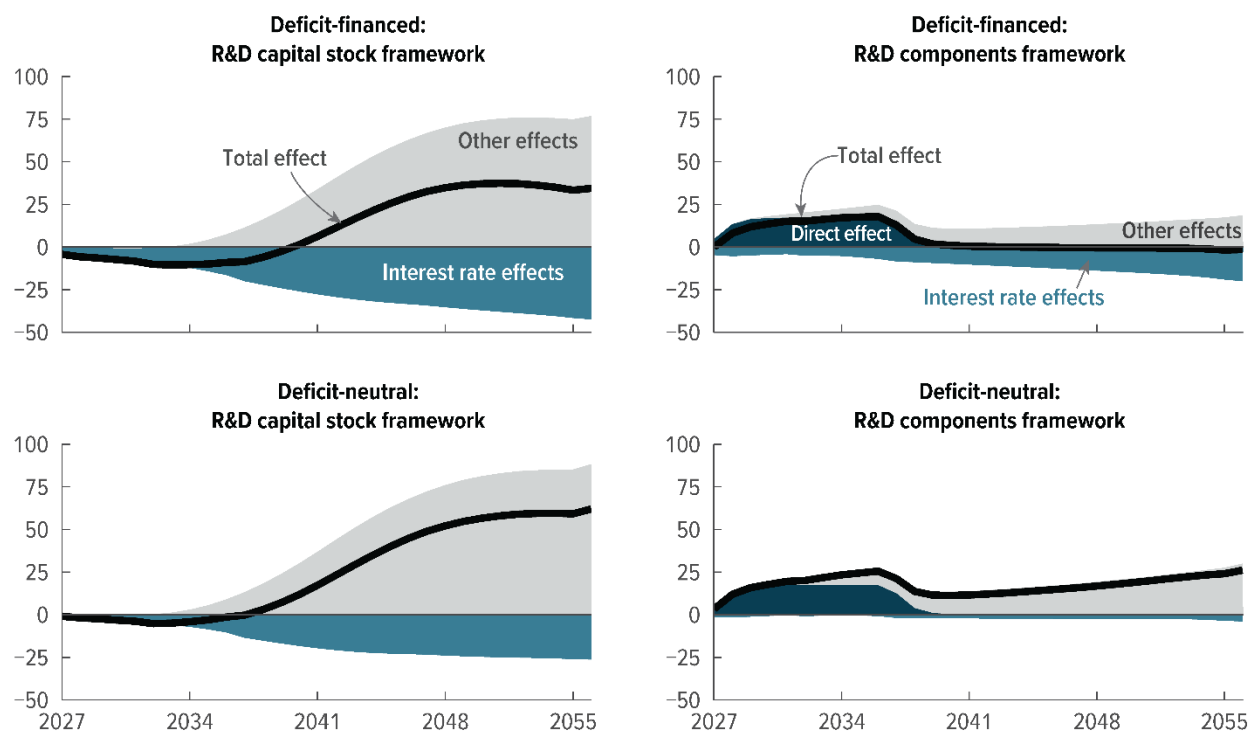 Deficit-financed:
R&D capital stock framework
100
75
50
25
0
−25
−50
Other effects
Total effect
Interest rate effects
Deficit-financed:
R&D components framework
100
75
50
25
0
−25
−50
Total effect
Direct effect
Other effects
Interest rate effects
Deficit-neutral:
R&D capital stock framework
100
75
50
25
0
−25
−50
2027 2034 2041 2048 2055
Deficit-neutral:
R&D components framework
100
75
50
25
0
−25
−50
2027 2034 2041 2048 2055